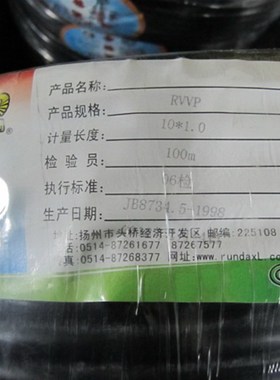 产品名称: RVVP
产品规格: 10*1.0
计量长度: 100m
检 验 员: 06检
执行标准: JB8734.5-1998
生产日期:
址:扬州市头桥经济开发区 邮编:225108
话:0514-87261677 87267577
真:0514-87268377 网址:www.rundaxl.com
®